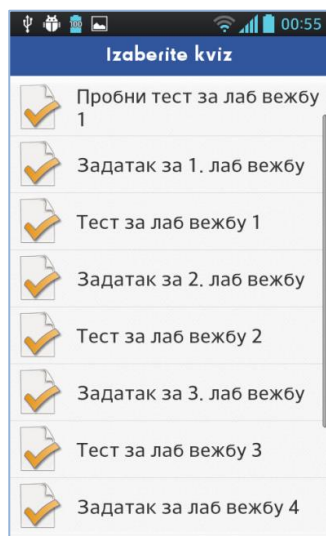 00:55
Izaberite kviz
Пробни тест за лаб вежбу
1
Задатак за 1. лаб вежбу
Тест за лаб вежбу 1
Задатак за 2. лаб вежбу
Тест за лаб вежбу 2
Задатак за 3. лаб вежбу
Тест за лаб вежбу 3
Задатак за лаб вежбу 4